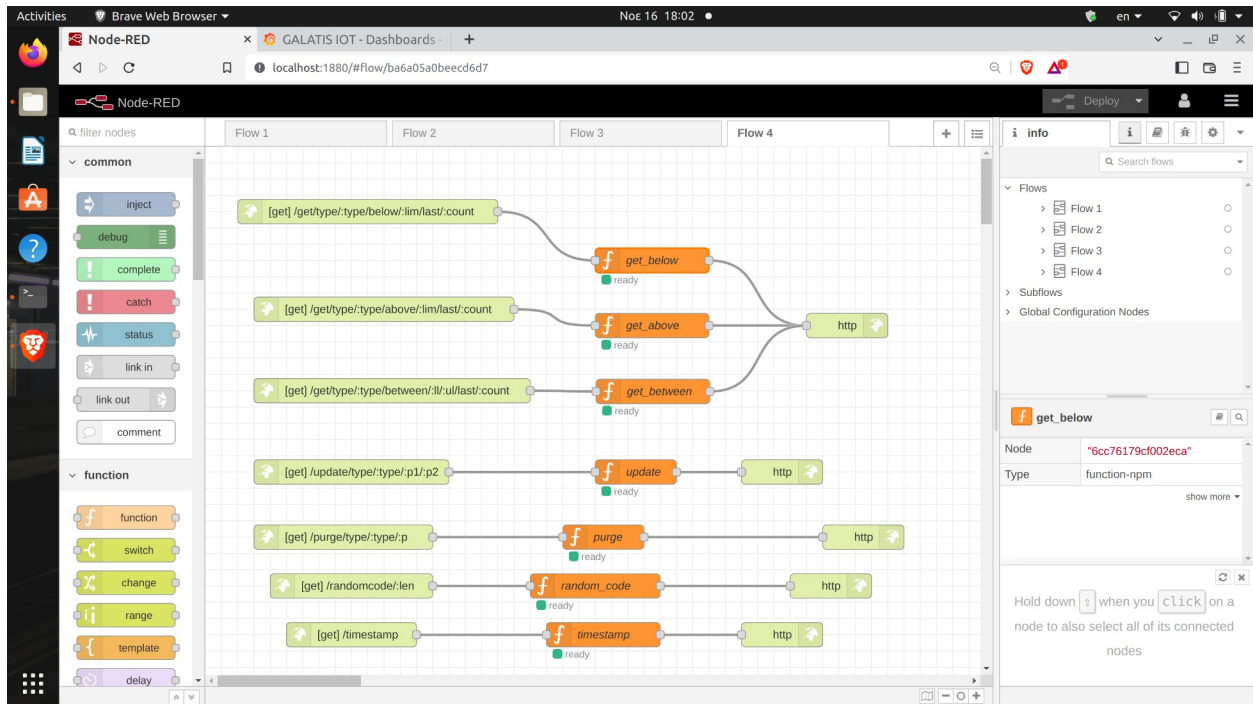 Activities
Brave Web Browser
Νοε 16 18:02
en
Node-RED
GALATIS IOT - Dashboards -
localhost:1880/#flow/ba6a05a0beecd6d7
Node-RED
Deploy
filter nodes
Flow 1
Flow 2
Flow 3
Flow 4
i info
i
common
inject
debug
complete
catch
status
link in
link out
comment
function
function
switch
change
range
template
delay
[get] /get/type/:type/below/:lim/last/:count
get_below
ready
[get] /get/type/:type/above/:lim/last/:count
get_above
ready
http
[get] /get/type/:type/between/:ll/:ul/last/:count
get_between
ready
[get] /update/type/:type/:p1/:p2
update
ready
http
[get] /purge/type/:type/:p
purge
ready
http
[get] /randomcode/:len
random_code
ready
http
[get] /timestamp
timestamp
ready
http
Search flows
Flows
Flow 1
Flow 2
Flow 3
Flow 4
Subflows
Global Configuration Nodes
get_below
Node "6cc76179cf002eca"
Type function-npm
show more
Hold down ⇧ when you click on a
node to also select all of its connected
nodes